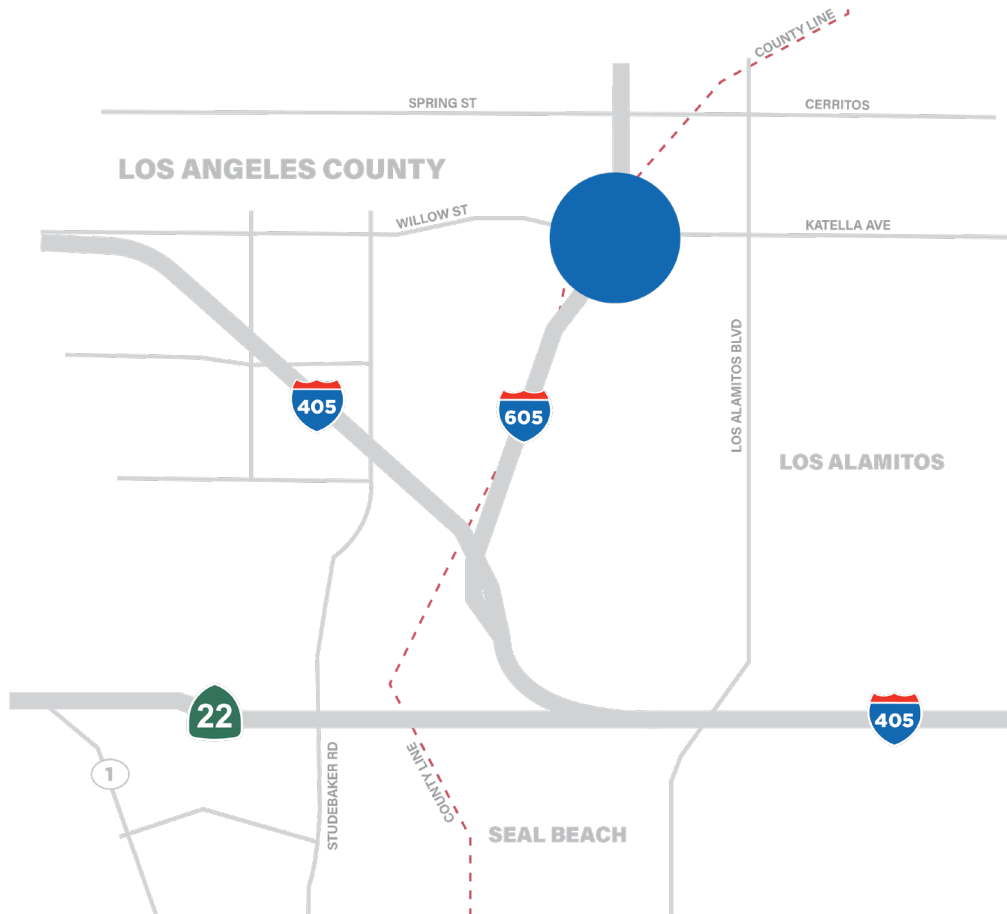 COUNTY LINE
SPRING ST
CERRITOS
LOS ANGELES COUNTY
WILLOW ST
KATELLA AVE
LOS ALAMITOS BLVD
405
605
LOS ALAMITOS
22
405
COUNTY LINE
STUDEBAKER RD
1
SEAL BEACH